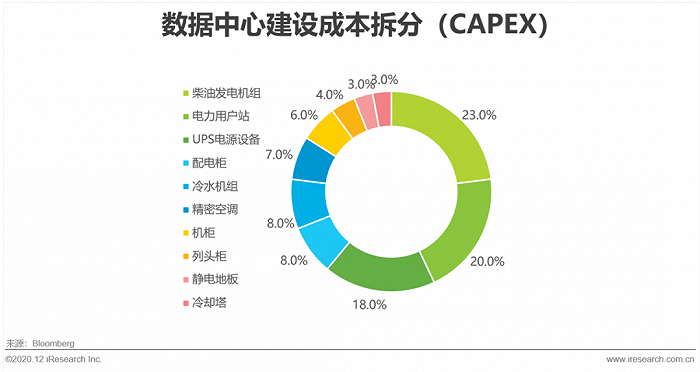 数据中心建设成本拆分（CAPEX）
柴油发电机组
电力用户站
UPS电源设备
配电柜
冷水机组
精密空调
机柜
列头柜
静电地板
冷却塔
23.0%
20.0%
18.0%
8.0%
8.0%
7.0%
6.0%
4.0%
3.0%
3.0%
来源：Bloomberg
©2020.12 iResearch Inc.
www.iresearch.com.cn